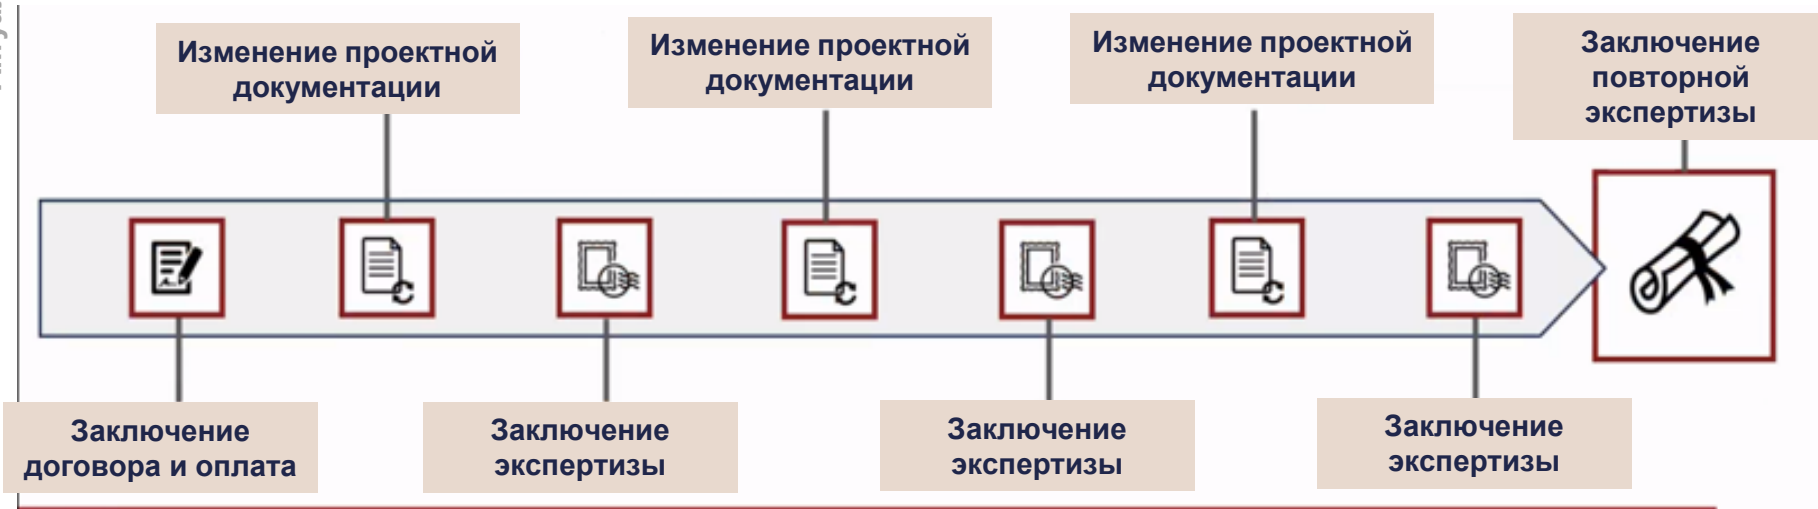 Изменение проектной
документации
Изменение проектной
документации
Изменение проектной
документации
Заключение
повторной
экспертизы
Заключение
договора и оплата
Заключение
экспертизы
Заключение
экспертизы
Заключение
экспертизы